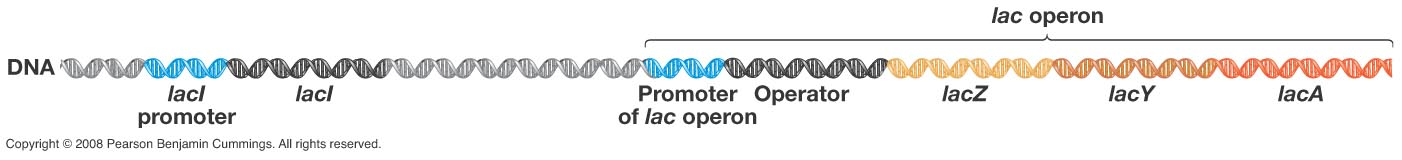 lac operon
DNA
lacI
promoter
lacI
Promoter
of lac operon
Operator
lacZ
lacY
lacA
Copyright © 2008 Pearson Benjamin Cummings. All rights reserved.